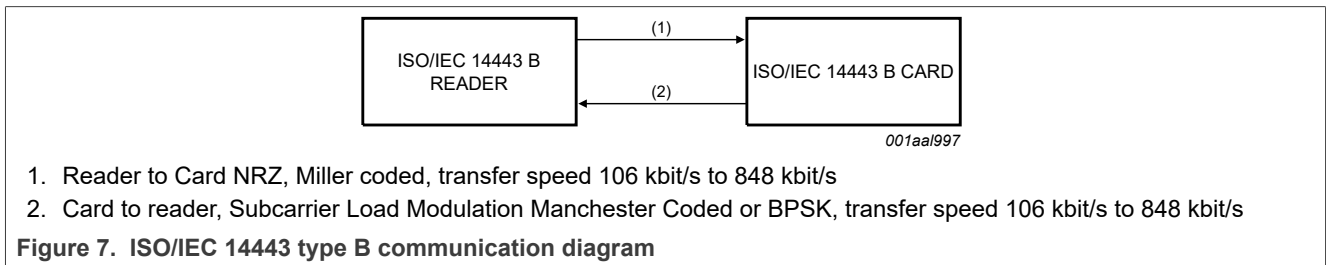 ISO/IEC 14443 B
READER
(1)
ISO/IEC 14443 B CARD
(2)
001aal997
1. Reader to Card NRZ, Miller coded, transfer speed 106 kbit/s to 848 kbit/s
2. Card to reader, Subcarrier Load Modulation Manchester Coded or BPSK, transfer speed 106 kbit/s to 848 kbit/s
Figure 7. ISO/IEC 14443 type B communication diagram